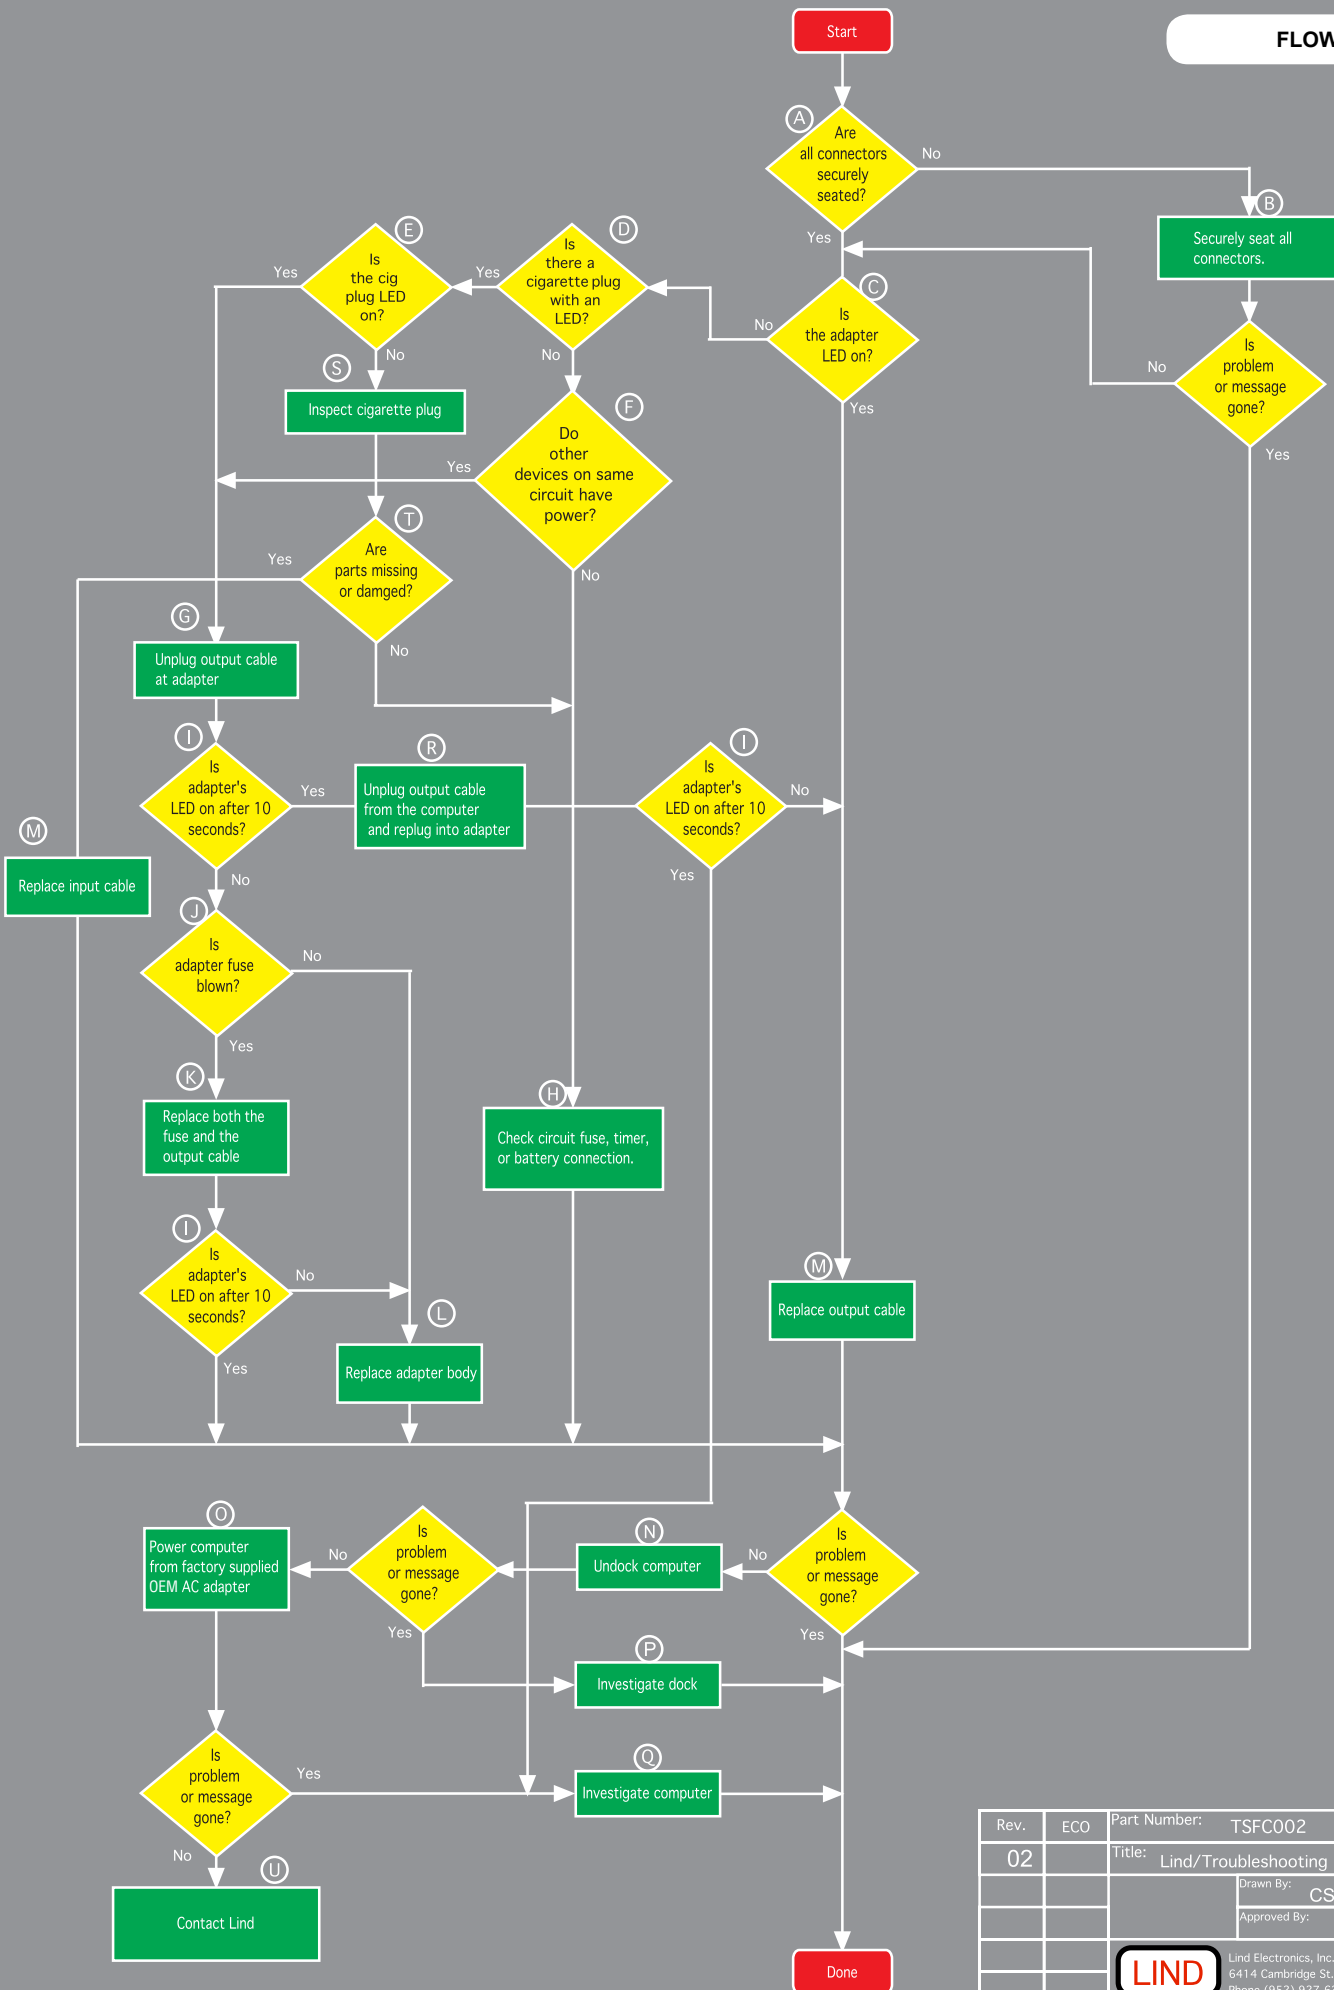 Start
FLOW
A
Are
all connectors
securely
seated?
No
B
Securely seat all
connectors.
Yes
E
Is
the cig
plug LED
on?
Yes
No
D
Is
there a
cigarette plug
with an
LED?
Yes
No
C
Is
the adapter
LED on?
No
Yes
Is
problem
or message
gone?
No
Yes
S
Inspect cigarette plug
F
Do
other
devices on same
circuit have
power?
Yes
No
T
Are
parts missing
or damged?
Yes
No
G
Unplug output cable
at adapter
I
Is
adapter's
LED on after 10
seconds?
Yes
No
R
Unplug output cable
from the computer
and replug into adapter
I
Is
adapter's
LED on after 10
seconds?
No
Yes
M
Replace input cable
J
Is
adapter fuse
blown?
No
Yes
K
Replace both the
fuse and the
output cable
H
Check circuit fuse, timer,
or battery connection.
I
Is
adapter's
LED on after 10
seconds?
No
Yes
L
Replace adapter body
M
Replace output cable
O
Power computer
from factory supplied
OEM AC adapter
Is
problem
or message
gone?
No
Yes
N
Undock computer
Is
problem
or message
gone?
No
Yes
P
Investigate dock
Is
problem
or message
gone?
Yes
No
Q
Investigate computer
U
Contact Lind
Done
Rev.
ECO
Part Number: TSFC002
02
Title: Lind/Troubleshooting
Drawn By: CS
Approved By:
LIND
Lind Electronics, Inc.
6414 Cambridge St.